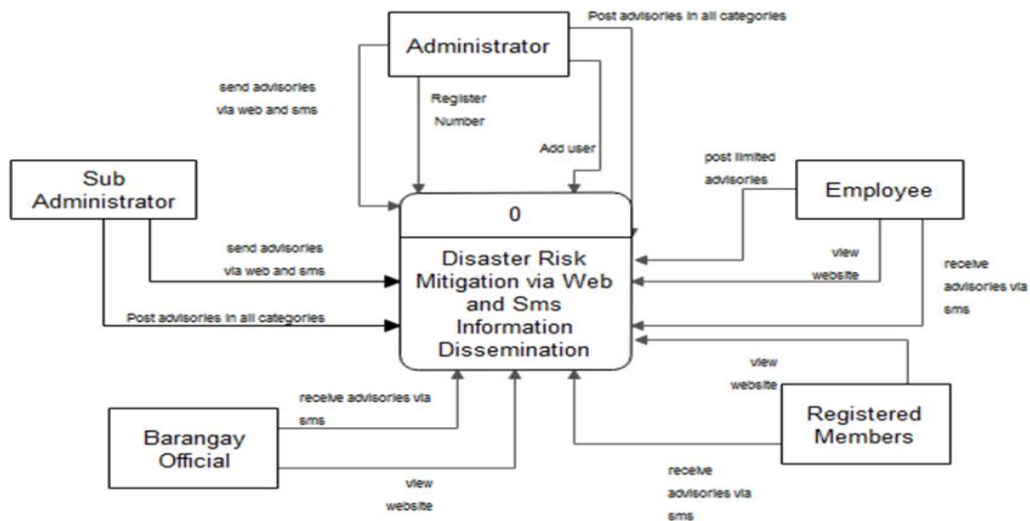 Post advisories in all categories
Administrator
send advisories
via web and sms
Register
Number
Add user
post limited
advisories
Sub
Administrator
Employee
0
send advisories
via web and sms
Disaster Risk
Mitigation via Web
and Sms
Information
Dissemination
view
website
receive
advisories via
sms
Post advisories in all categories
view
website
receive advisories via
sms
Barangay
Official
Registered
Members
view
website
receive
advisories via
sms